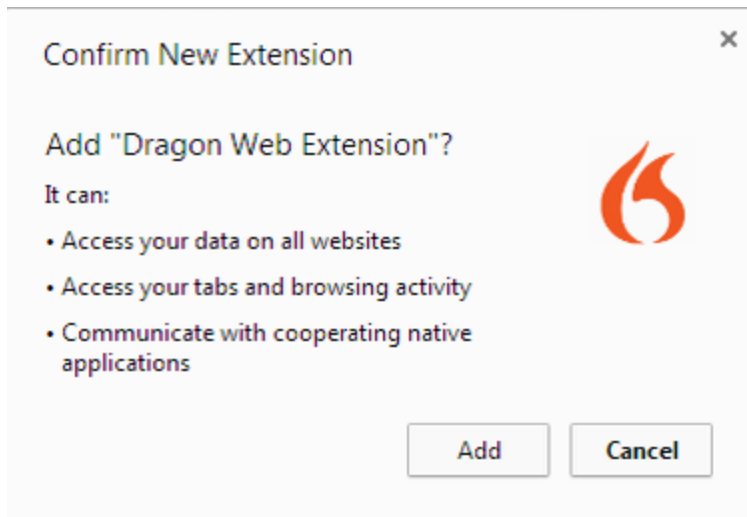 Confirm New Extension
Add "Dragon Web Extension"?
It can:
• Access your data on all websites
• Access your tabs and browsing activity
• Communicate with cooperating native
applications
Add
Cancel